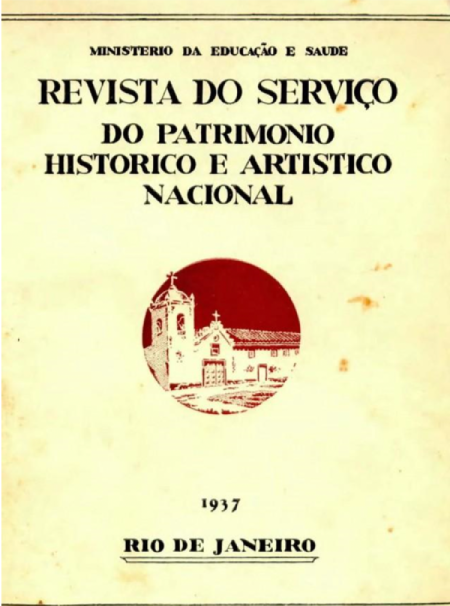 MINISTERIO DA EDUCAÇÃO E SAUDE
REVISTA DO SERVIÇO
DO PATRIMONIO
HISTORICO E ARTISTICO
NACIONAL
1937
RIO DE JANEIRO